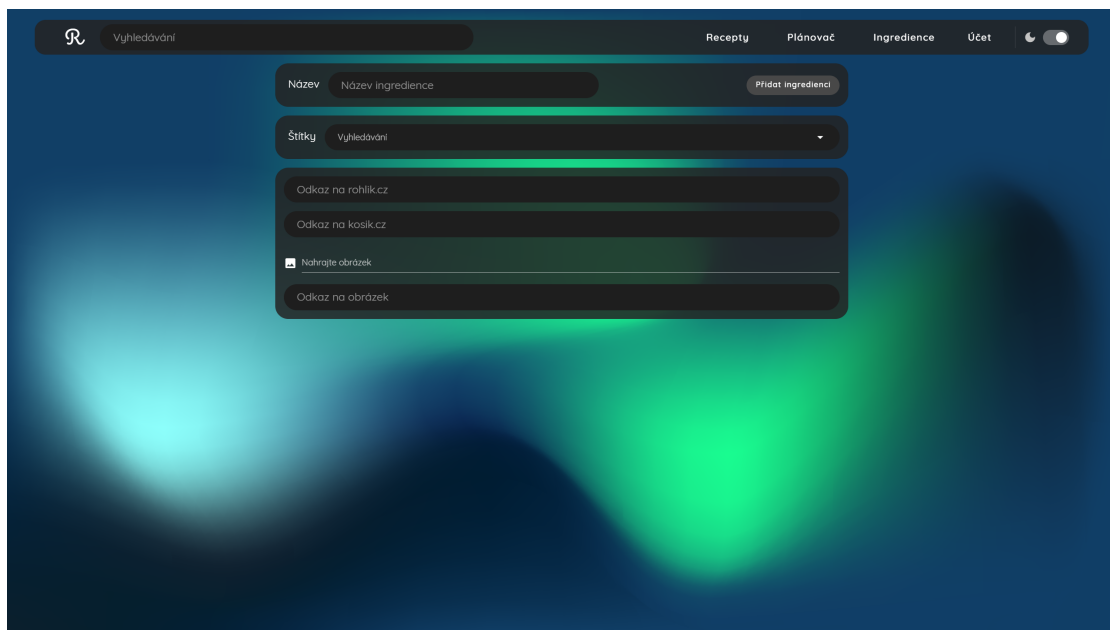 R Vyhledávání Recepty Plánovač Ingredience Účet
Název Název ingredience Přidat ingredienci
Štítky Vyhledávání
Odkaz na rohlik.cz
Odkaz na kosik.cz
Nahrajte obrázek
Odkaz na obrázek